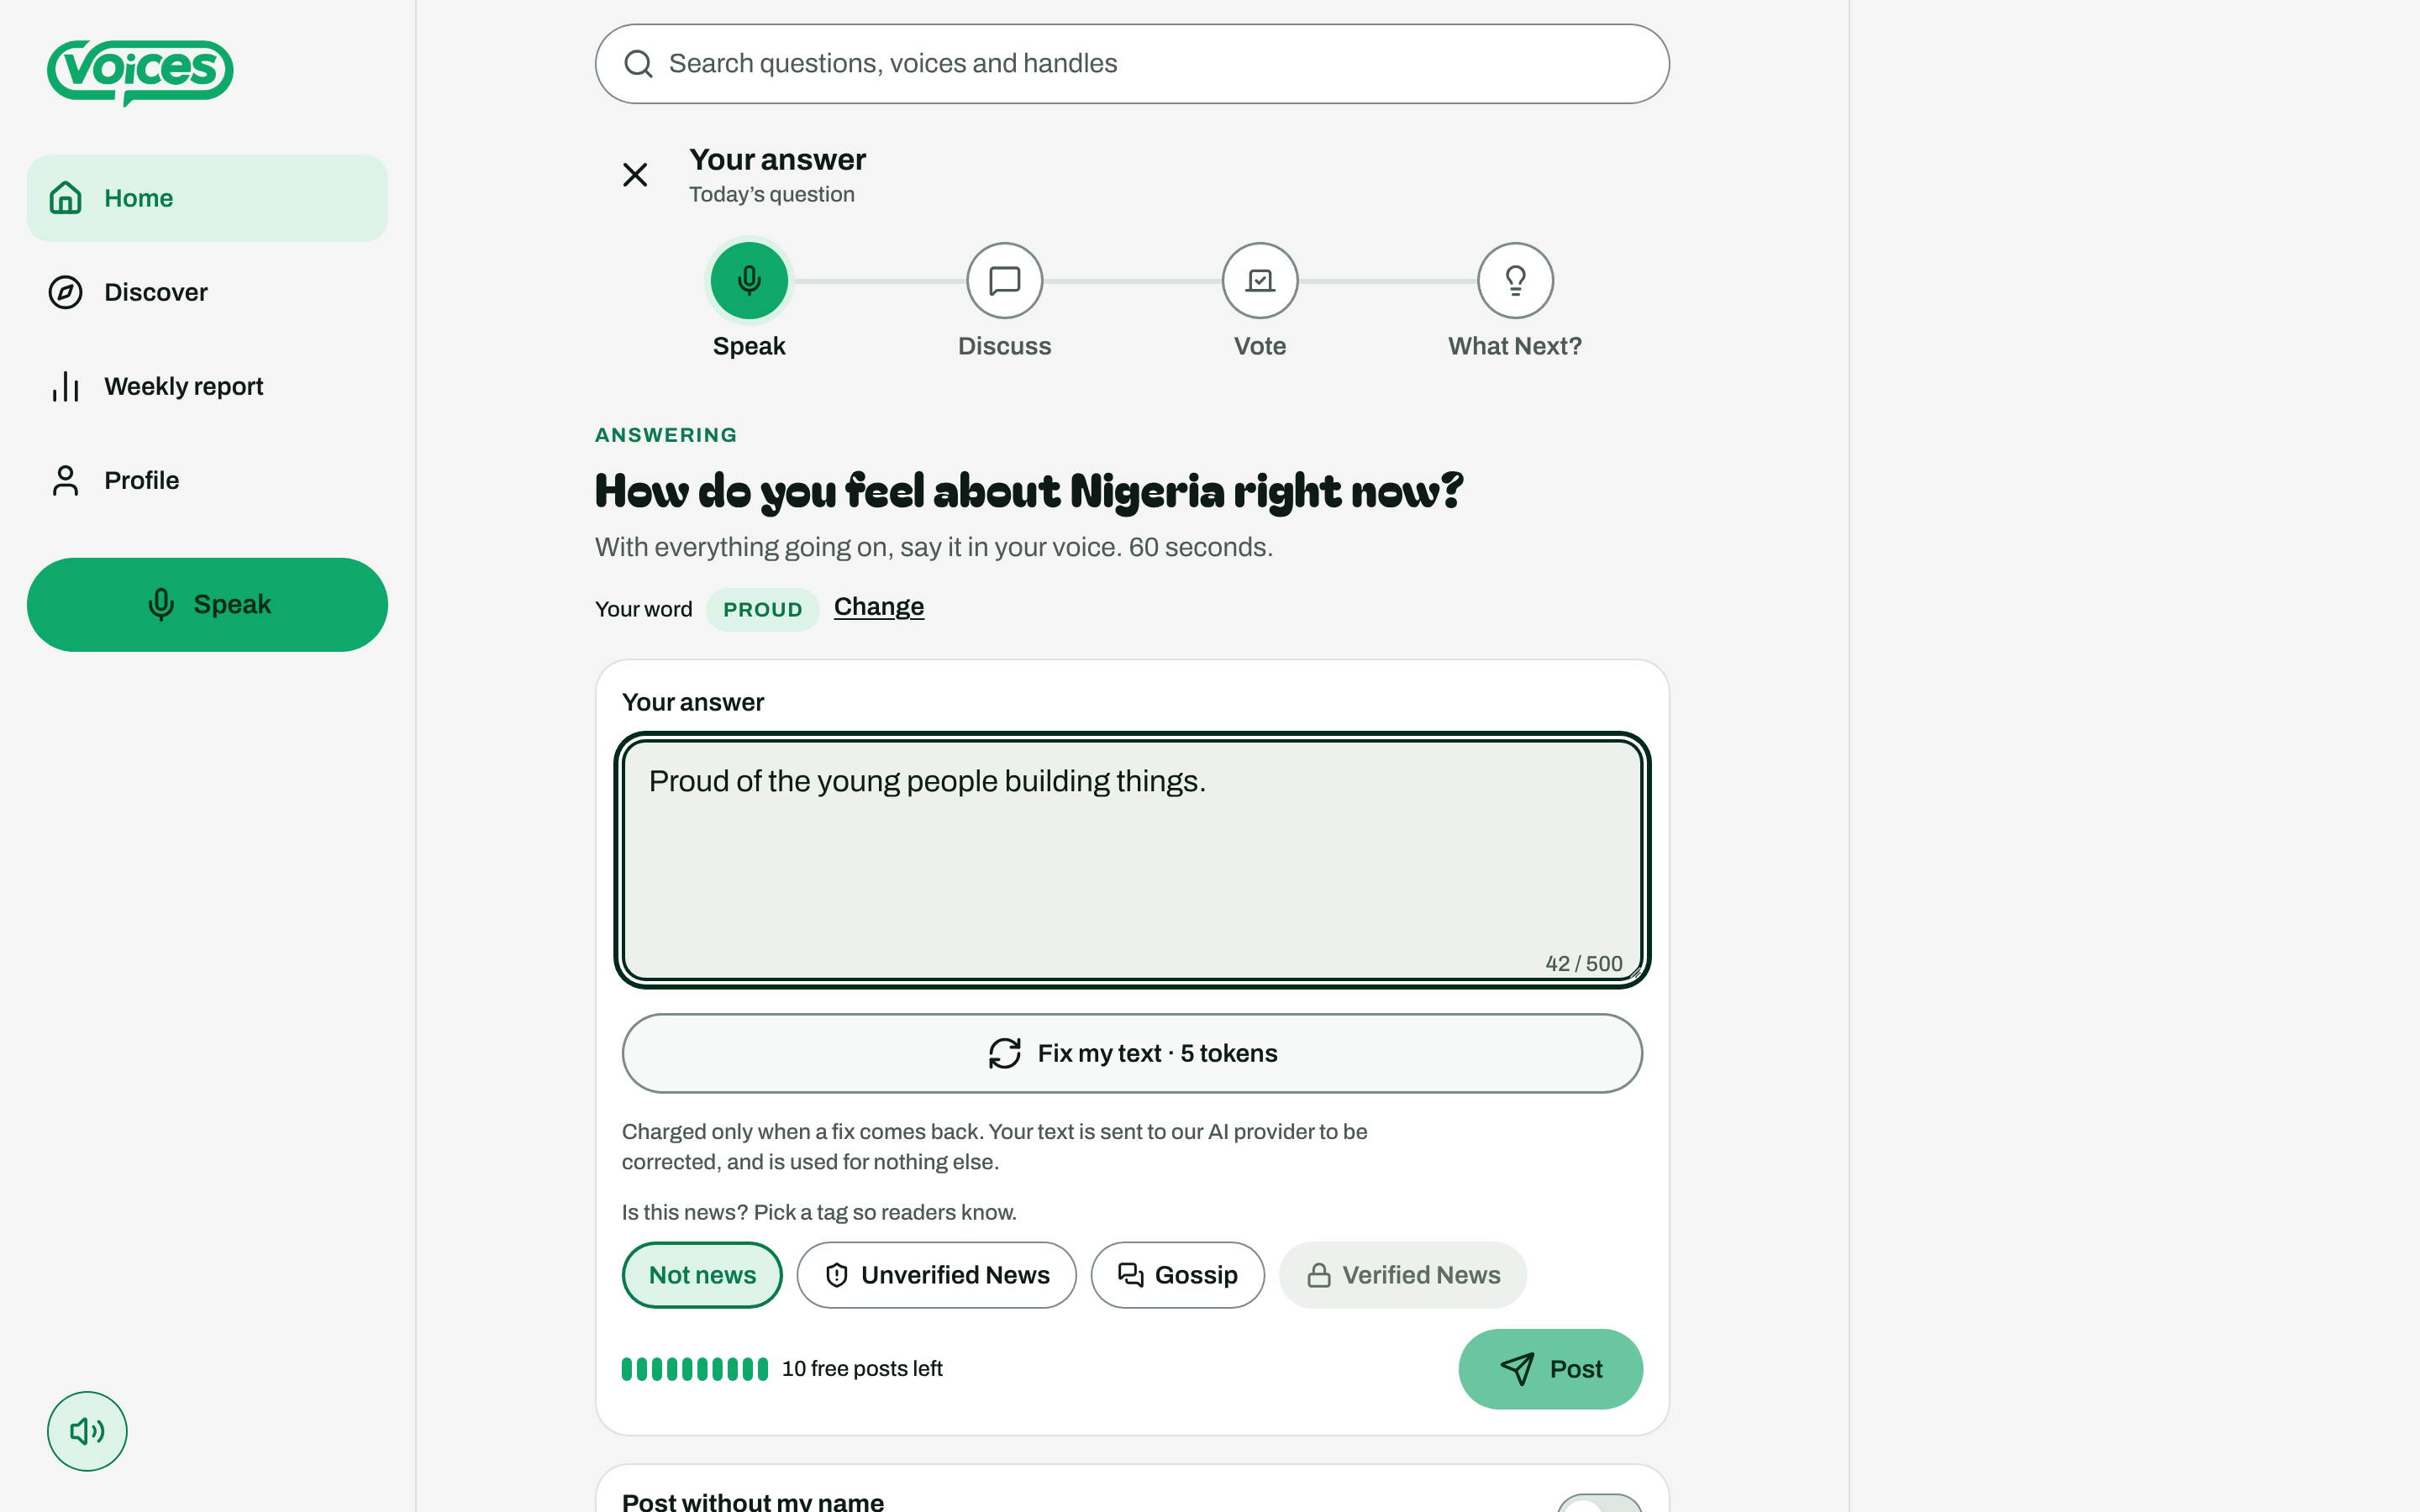 Voices
Home
Discover
Weekly report
Profile
Speak
Search questions, voices and handles
Your answer
Today’s question
Speak
Discuss
Vote
What Next?
ANSWERING
How do you feel about Nigeria right now?
With everything going on, say it in your voice. 60 seconds.
Your word PROUD Change
Your answer
Proud of the young people building things.
42 / 500
Fix my text · 5 tokens
Charged only when a fix comes back. Your text is sent to our AI provider to be
corrected, and is used for nothing else.
Is this news? Pick a tag so readers know.
Not news
Unverified News
Gossip
Verified News
10 free posts left
Post
Post without my name